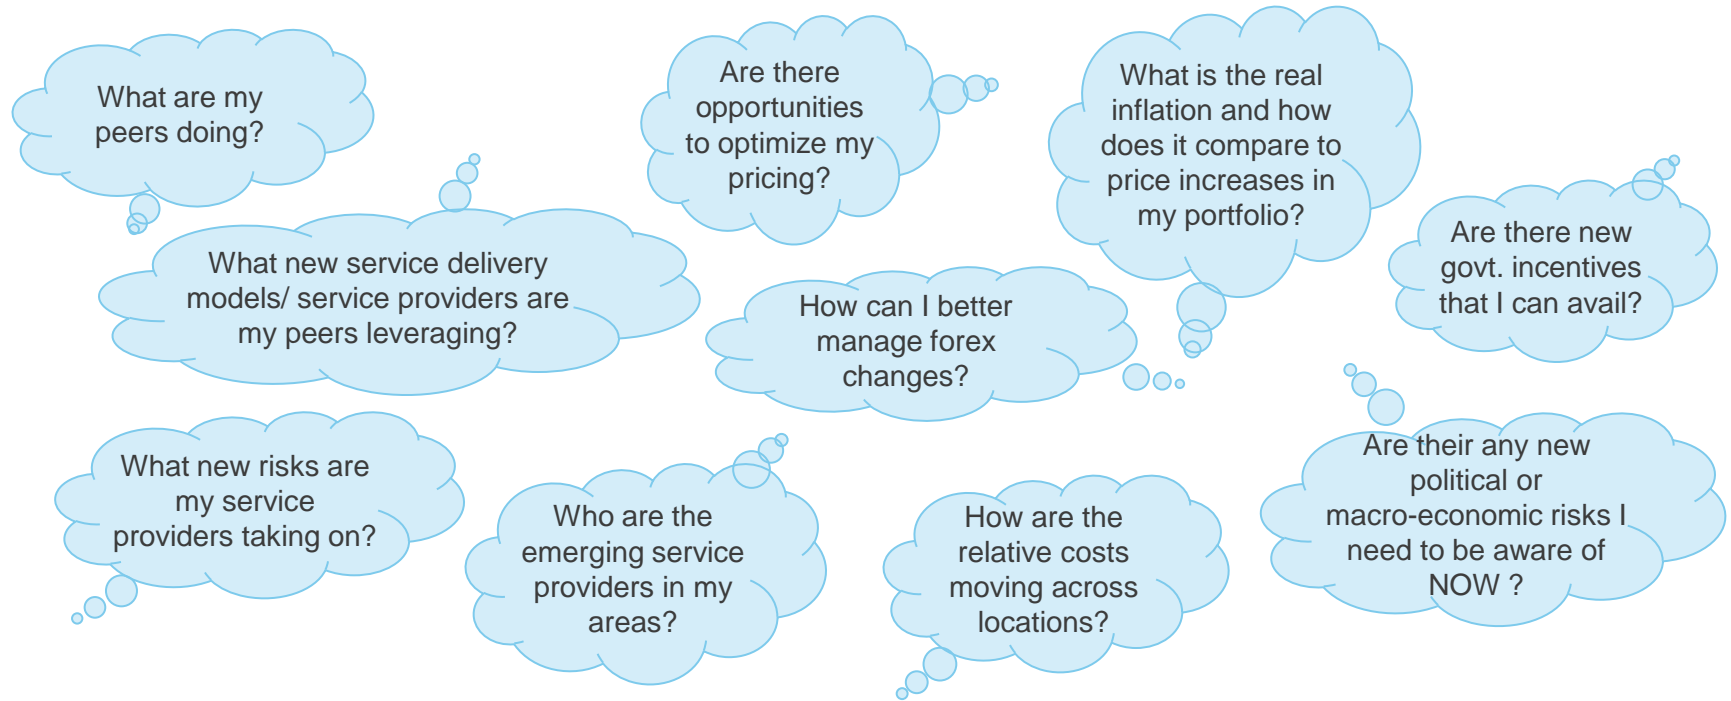 What are my
peers doing?
Are there
opportunities
to optimize my
pricing?
What is the real
inflation and how
does it compare to
price increases in
my portfolio?
Are there new
govt. incentives
that I can avail?
What new service delivery
models/ service providers are
my peers leveraging?
How can I better
manage forex
changes?
What new risks are
my service
providers taking on?
Who are the
emerging service
providers in my
areas?
How are the
relative costs
moving across
locations?
Are their any new
political or
macro-economic risks I
need to be aware of
NOW ?